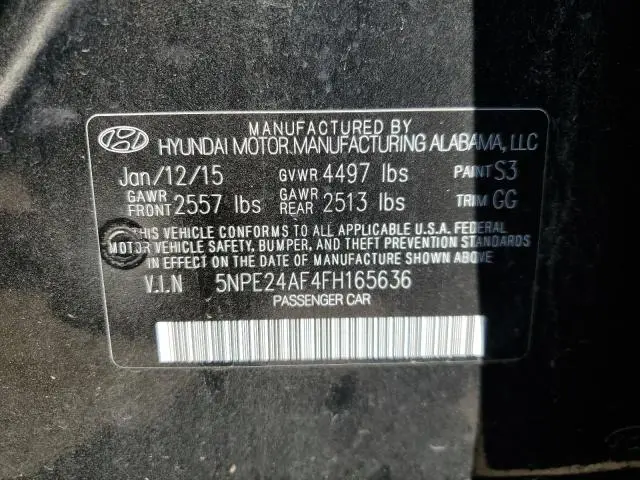 MANUFACTURED BY
HYUNDAI MOTOR MANUFACTURING ALABAMA, LLC
Jan/12/15 GVWR 4497 lbs PAINT S3
GAWR FRONT 2557 lbs GAWR REAR 2513 lbs TRIM GG
THIS VEHICLE CONFORMS TO ALL APPLICABLE U.S.A. FEDERAL
MOTOR VEHICLE SAFETY, BUMPER, AND THEFT PREVENTION STANDARDS
IN EFFECT ON THE DATE OF MANUFACTURE SHOWN ABOVE
V.I.N 5NPE24AF4FH165636
PASSENGER CAR